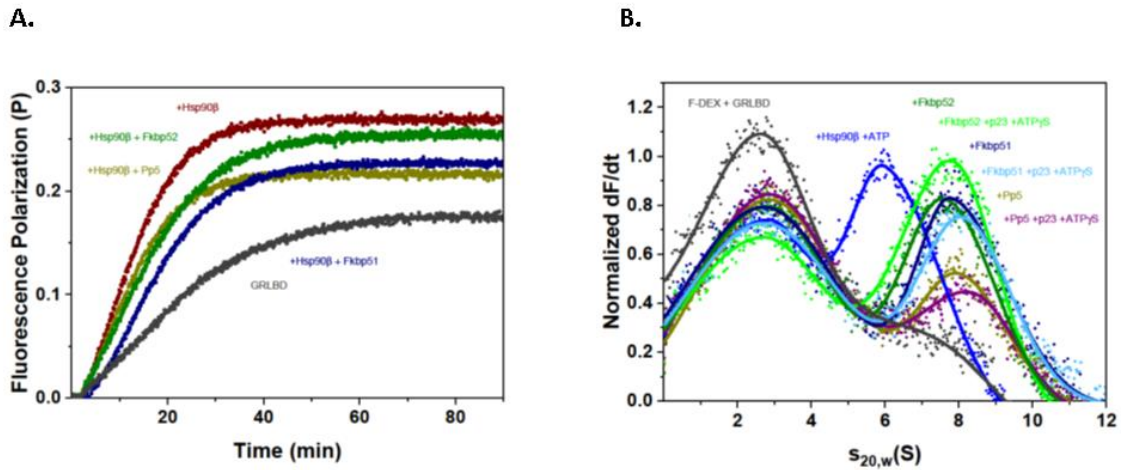 A.
B.
0.3
0.2
0.1
0.0
Fluorescence Polarization (P)
+Hsp90β
+Hsp90β + Fkbp52
+Hsp90β + Pp5
+Hsp90β + Fkbp51
GRLBD
20
40
60
80
Time (min)
1.2
1.0
0.8
0.6
0.4
0.2
0.0
Normalized dF/dt
F-DEX + GRLBD
+Hsp90β +ATP
+Fkbp52
+Fkbp52 +p23 +ATPγS
+Fkbp51
+Fkbp51 +p23 +ATPγS
+Pp5
+Pp5 +p23 +ATPγS
2
4
6
8
10
12
s20,w(S)